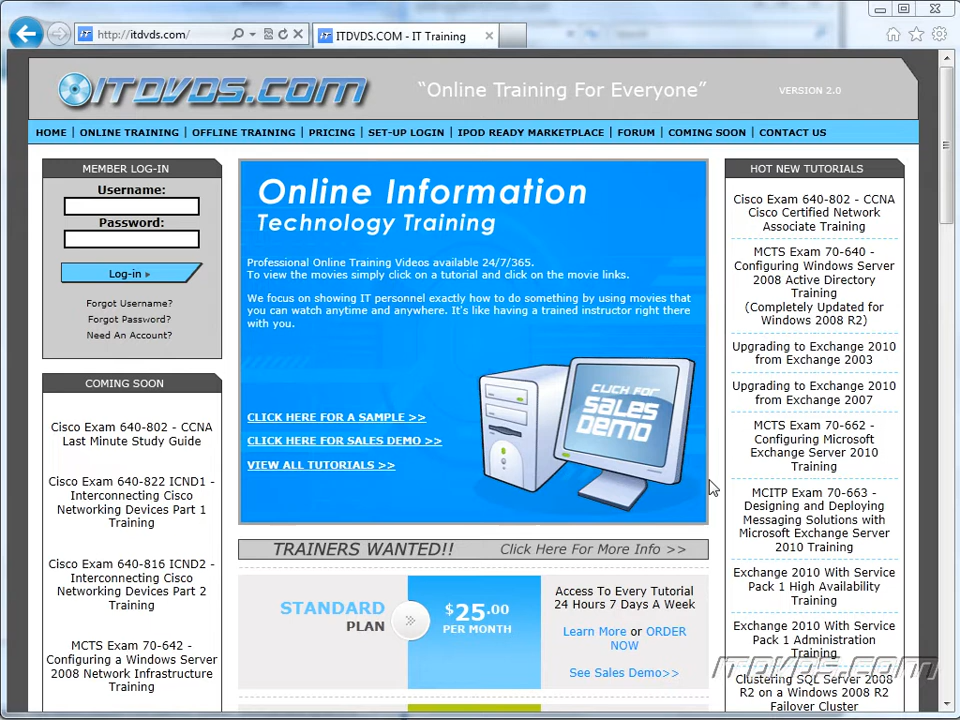 http://itdvds.com/
ITDVDS.COM - IT Training
ITDVDS.COM
“Online Training For Everyone”
VERSION 2.0
HOME | ONLINE TRAINING | OFFLINE TRAINING | PRICING | SET-UP LOGIN | IPOD READY MARKETPLACE | FORUM | COMING SOON | CONTACT US
MEMBER LOG-IN
Username:
Password:
Log-in
Forgot Username?
Forgot Password?
Need An Account?
COMING SOON
Cisco Exam 640-802 - CCNA
Last Minute Study Guide
Cisco Exam 640-822 ICND1 -
Interconnecting Cisco
Networking Devices Part 1
Training
Cisco Exam 640-816 ICND2 -
Interconnecting Cisco
Networking Devices Part 2
Training
MCTS Exam 70-642 -
Configuring a Windows Server
2008 Network Infrastructure
Training
Online Information
Technology Training
Professional Online Training Videos available 24/7/365.
To view the movies simply click on a tutorial and click on the movie links.
We focus on showing IT personnel exactly how to do something by using movies that
you can watch anytime and anywhere. It's like having a trained instructor right there
with you.
CLICK HERE FOR A SAMPLE >>
CLICK HERE FOR SALES DEMO >>
VIEW ALL TUTORIALS >>
CLICK FOR
SALES
DEMO
TRAINERS WANTED!! Click Here For More Info >>
STANDARD
PLAN
$25.00
PER MONTH
Access To Every Tutorial
24 Hours 7 Days A Week
Learn More or ORDER
NOW
See Sales Demo>>
HOT NEW TUTORIALS
Cisco Exam 640-802 - CCNA
Cisco Certified Network
Associate Training
MCTS Exam 70-640 -
Configuring Windows Server
2008 Active Directory
Training
(Completely Updated for
Windows 2008 R2)
Upgrading to Exchange 2010
from Exchange 2003
Upgrading to Exchange 2010
from Exchange 2007
MCTS Exam 70-662 -
Configuring Microsoft
Exchange Server 2010
Training
MCITP Exam 70-663 -
Designing and Deploying
Messaging Solutions with
Microsoft Exchange Server
2010 Training
Exchange 2010 With Service
Pack 1 High Availability
Training
Exchange 2010 With Service
Pack 1 Administration
Training
Clustering SQL Server 2008
R2 on a Windows 2008 R2
Failover Cluster
ITDVDS.COM